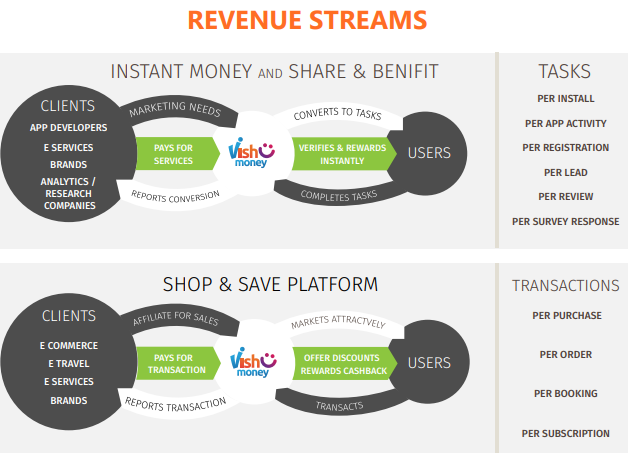 REVENUE STREAMS
INSTANT MONEY AND SHARE & BENIFIT
CLIENTS
APP DEVELOPERS
E SERVICES
BRANDS
ANALYTICS /
RESEARCH
COMPANIES
MARKETING NEEDS
PAYS FOR
SERVICES
REPORTS CONVERSION
Vish
money
CONVERTS TO TASKS
VERIFIES & REWARDS
INSTANTLY
COMPLETES TASKS
USERS
TASKS
PER INSTALL
PER APP ACTIVITY
PER REGISTRATION
PER LEAD
PER REVIEW
PER SURVEY RESPONSE
SHOP & SAVE PLATFORM
CLIENTS
E COMMERCE
E TRAVEL
E SERVICES
BRANDS
AFFILIATE FOR SALES
PAYS FOR
TRANSACTION
REPORTS TRANSACTION
Vish
money
MARKETS ATTRACTVELY
OFFER DISCOUNTS
REWARDS CASHBACK
TRANSACTS
USERS
TRANSACTIONS
PER PURCHASE
PER ORDER
PER BOOKING
PER SUBSCRIPTION